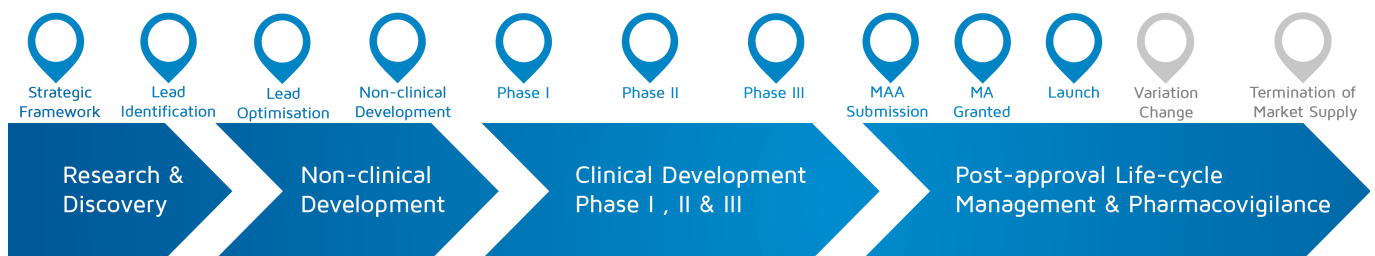 Strategic
Framework
Lead
Identification
Lead
Optimisation
Non-clinical
Development
Phase I
Phase II
Phase III
MAA
Submission
MA
Granted
Launch
Variation
Change
Termination of
Market Supply
Research &
Discovery
Non-clinical
Development
Clinical Development
Phase I , II & III
Post-approval Life-cycle
Management & Pharmacovigilance